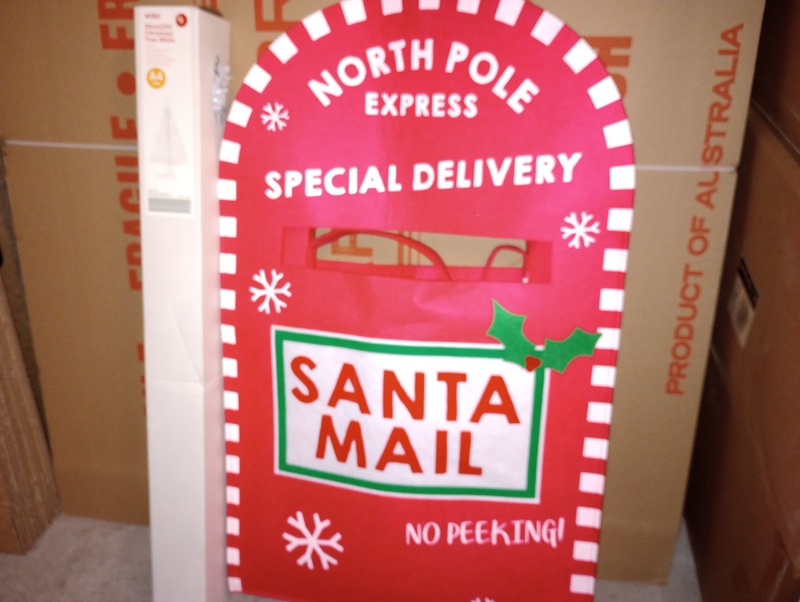 NORTH POLE
EXPRESS
SPECIAL DELIVERY
SANTA
MAIL
NO PEEKING!
PRODUCT OF AUSTRALIA
FRAGILE